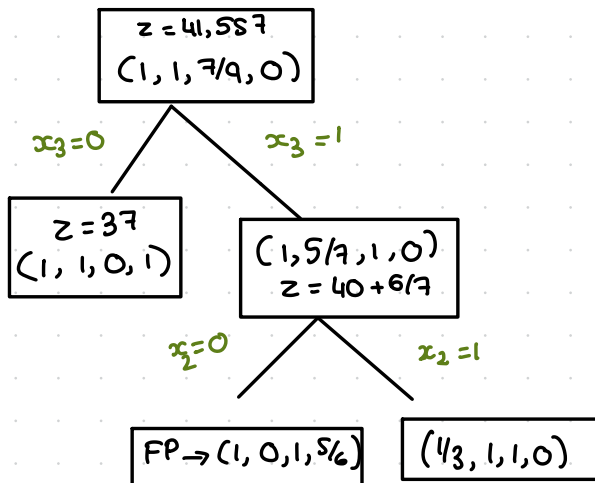 z = 41,557
(1, 1, 7/9, 0)
x₃=0
x₃=1
z = 37
(1, 1, 0, 1)
(1, 5/7, 1, 0)
z = 40 + 6/7
x₂=0
x₂=1
FP → (1, 0, 1, 5/6)
(1/3, 1, 1, 0)